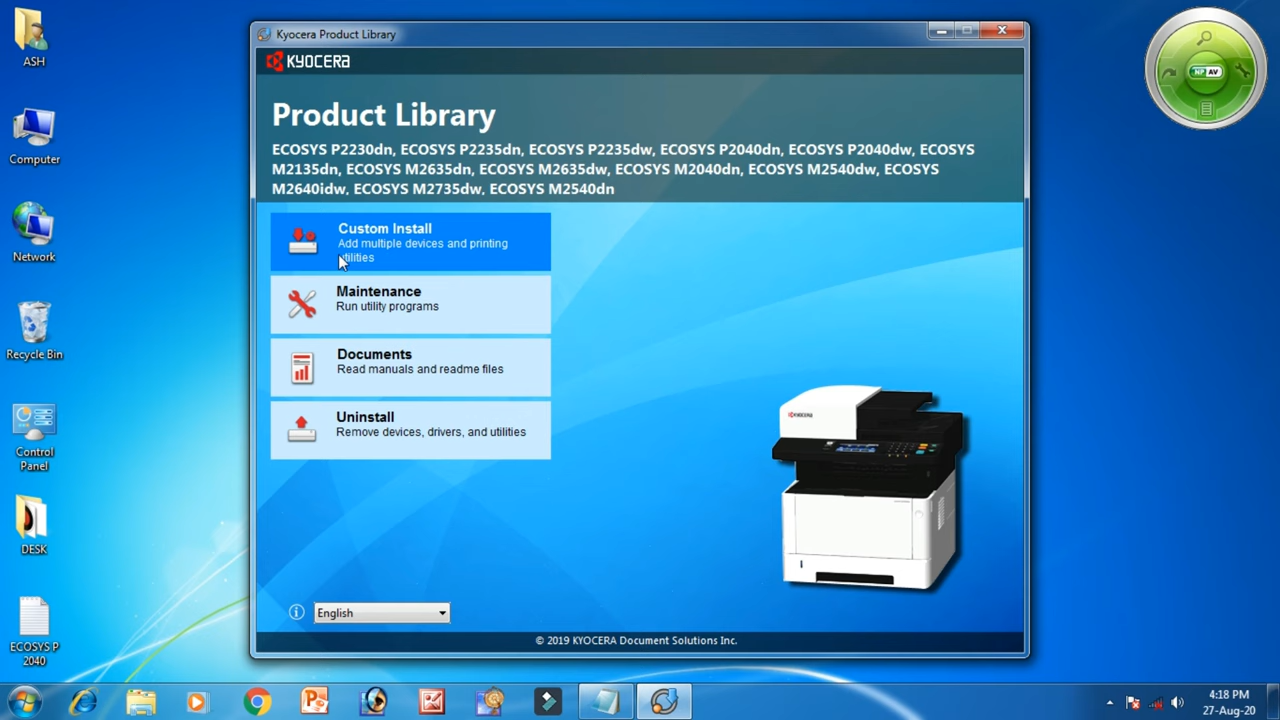 ASH
Computer
Network
Recycle Bin
Control
Panel
DESK
ECOSYS P
2040
Kyocera Product Library
KYOCERA
Product Library
ECOSYS P2230dn, ECOSYS P2235dn, ECOSYS P2235dw, ECOSYS P2040dn, ECOSYS P2040dw, ECOSYS
M2135dn, ECOSYS M2635dn, ECOSYS M2635dw, ECOSYS M2040dn, ECOSYS M2540dw, ECOSYS
M2640idw, ECOSYS M2735dw, ECOSYS M2540dn
Custom Install
Add multiple devices and printing
utilities
Maintenance
Run utility programs
Documents
Read manuals and readme files
Uninstall
Remove devices, drivers, and utilities
KYOCERA
English
© 2019 KYOCERA Document Solutions Inc.
NP AV
4:18 PM
27-Aug-20